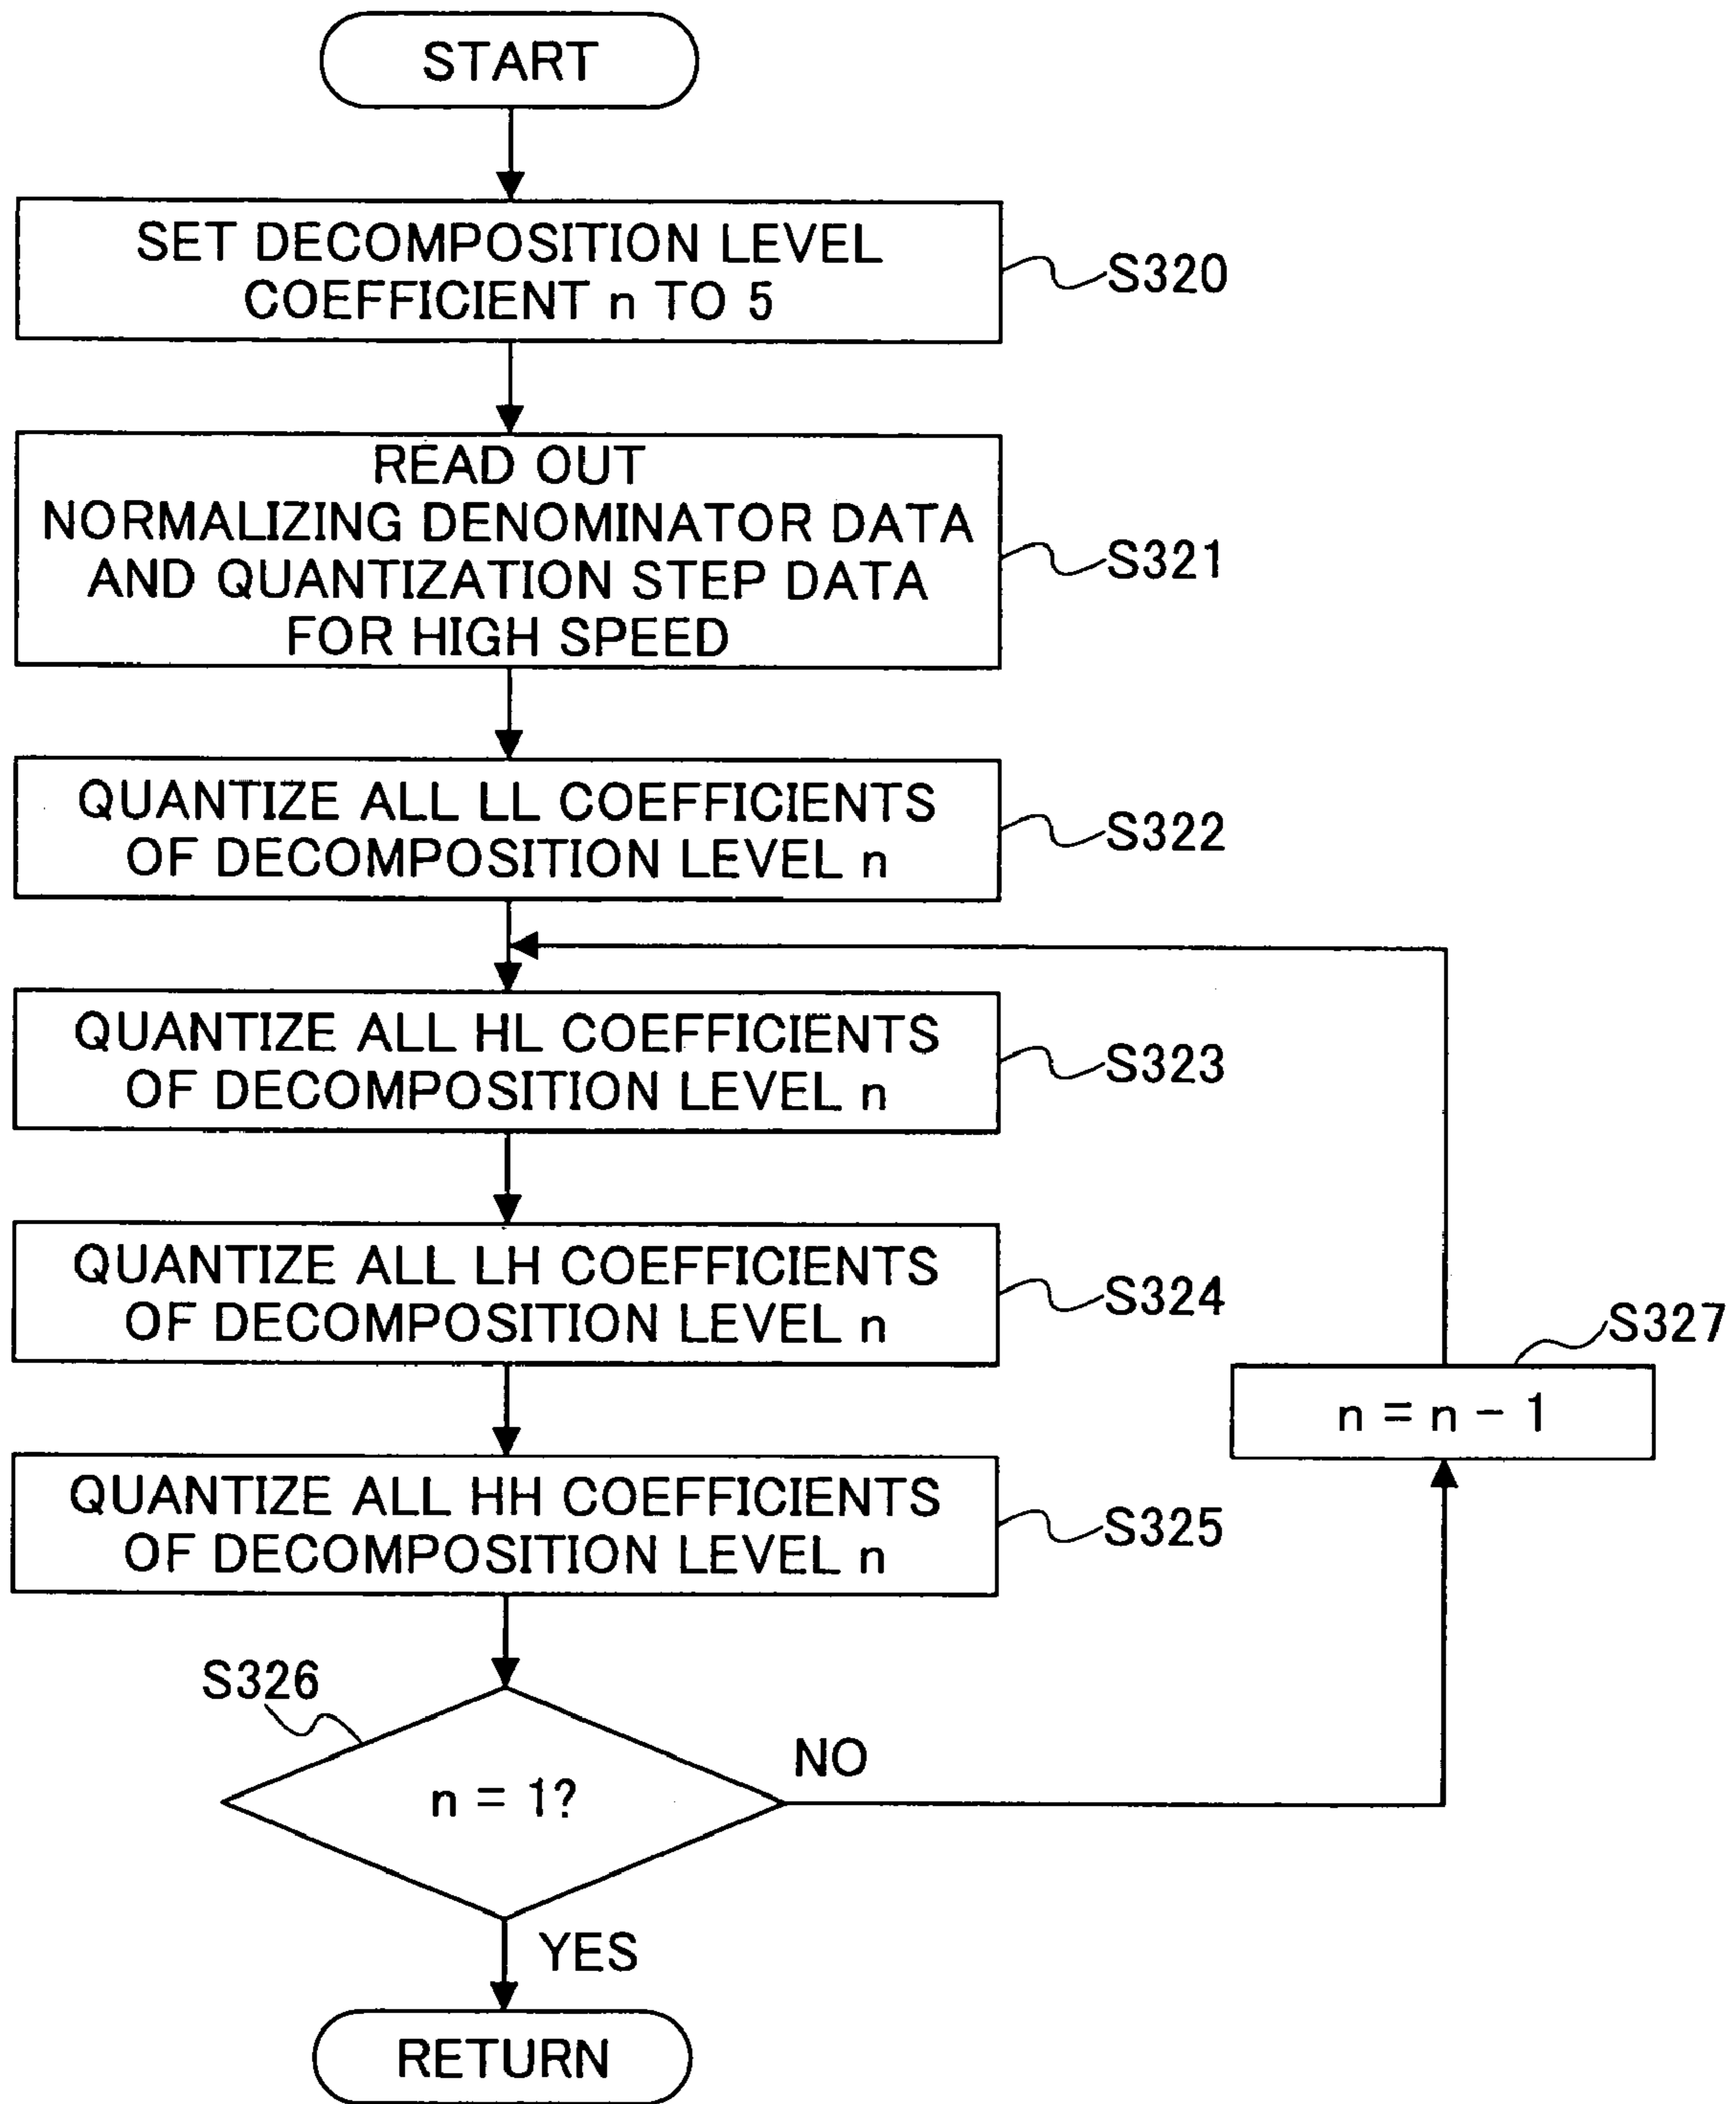 START
SET DECOMPOSITION LEVEL
COEFFICIENT n TO 5
S320
READ OUT
NORMALIZING DENOMINATOR DATA
AND QUANTIZATION STEP DATA
FOR HIGH SPEED
S321
QUANTIZE ALL LL COEFFICIENTS
OF DECOMPOSITION LEVEL n
S322
QUANTIZE ALL HL COEFFICIENTS
OF DECOMPOSITION LEVEL n
S323
QUANTIZE ALL LH COEFFICIENTS
OF DECOMPOSITION LEVEL n
S324
S327
n = n - 1
QUANTIZE ALL HH COEFFICIENTS
OF DECOMPOSITION LEVEL n
S325
S326
n = 1?
NO
YES
RETURN